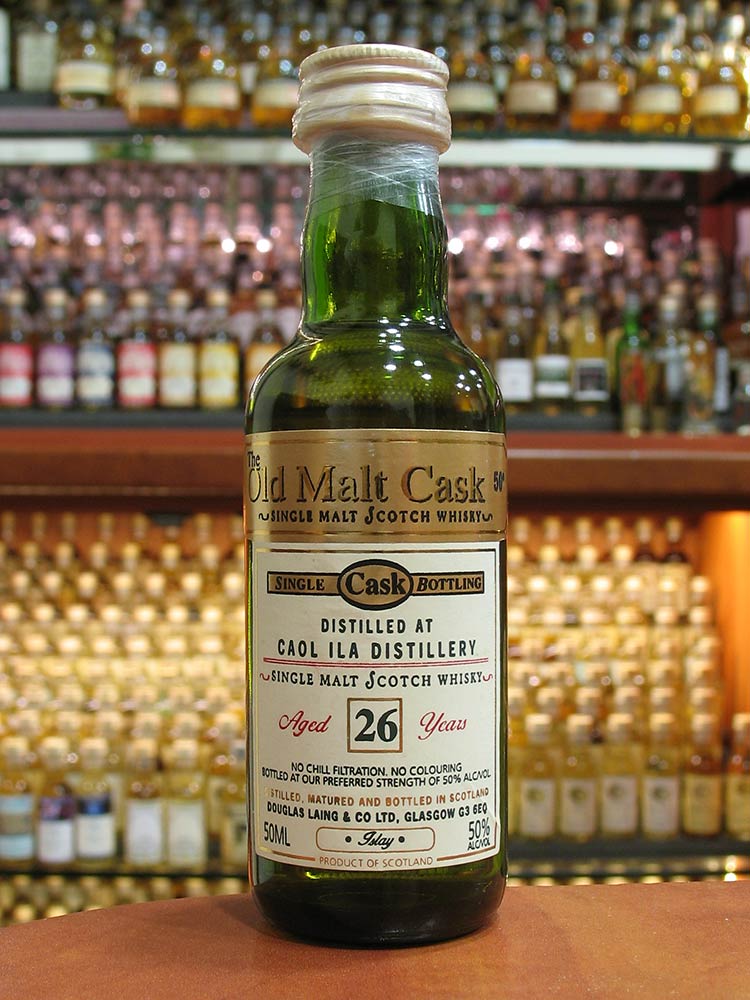 The
Old Malt Cask 50°
SINGLE MALT SCOTCH WHISKY
SINGLE Cask BOTTLING
DISTILLED AT
CAOL ILA DISTILLERY
SINGLE MALT SCOTCH WHISKY
Aged 26 Years
NO CHILL FILTRATION. NO COLOURING
BOTTLED AT OUR PREFERRED STRENGTH OF 50% ALC/VOL
DISTILLED, MATURED AND BOTTLED IN SCOTLAND
DOUGLAS LAING & CO LTD, GLASGOW G3 6EQ
50ML • Islay • 50%
ALC/VOL
PRODUCT OF SCOTLAND